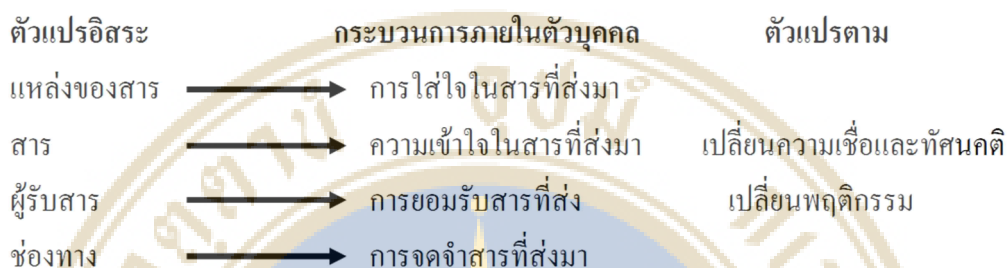 ตัวแปรอิสระ กระบวนการภายในตัวบุคคล ตัวแปรตาม
แหล่งของสาร การใส่ใจในสารที่ส่งมา
สาร ความเข้าใจในสารที่ส่งมา เปลี่ยนความเชื่อและทัศนคติ
ผู้รับสาร การยอมรับสารที่ส่ง เปลี่ยนพฤติกรรม
ช่องทาง การจดจำสารที่ส่งมา